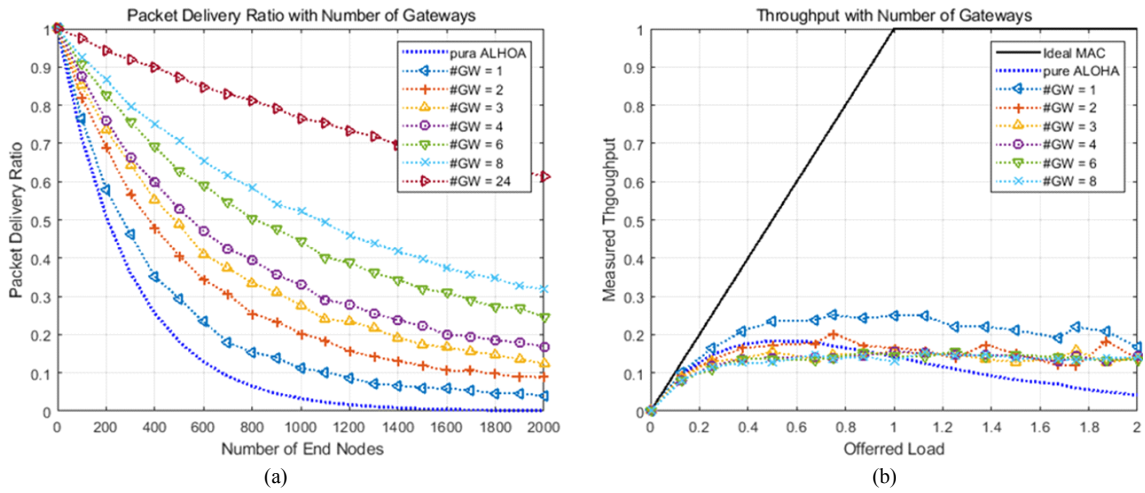 Packet Delivery Ratio with Number of Gateways
Packet Delivery Ratio
1
0.9
0.8
0.7
0.6
0.5
0.4
0.3
0.2
0.1
0
pura ALHOA
#GW = 1
#GW = 2
#GW = 3
#GW = 4
#GW = 6
#GW = 8
#GW = 24
0 200 400 600 800 1000 1200 1400 1600 1800 2000
Number of End Nodes
(a)
Throughput with Number of Gateways
Measured Thgoughput
1
0.9
0.8
0.7
0.6
0.5
0.4
0.3
0.2
0.1
0
Ideal MAC
pure ALOHA
#GW = 1
#GW = 2
#GW = 3
#GW = 4
#GW = 6
#GW = 8
0 0.2 0.4 0.6 0.8 1 1.2 1.4 1.6 1.8 2
Offerred Load
(b)